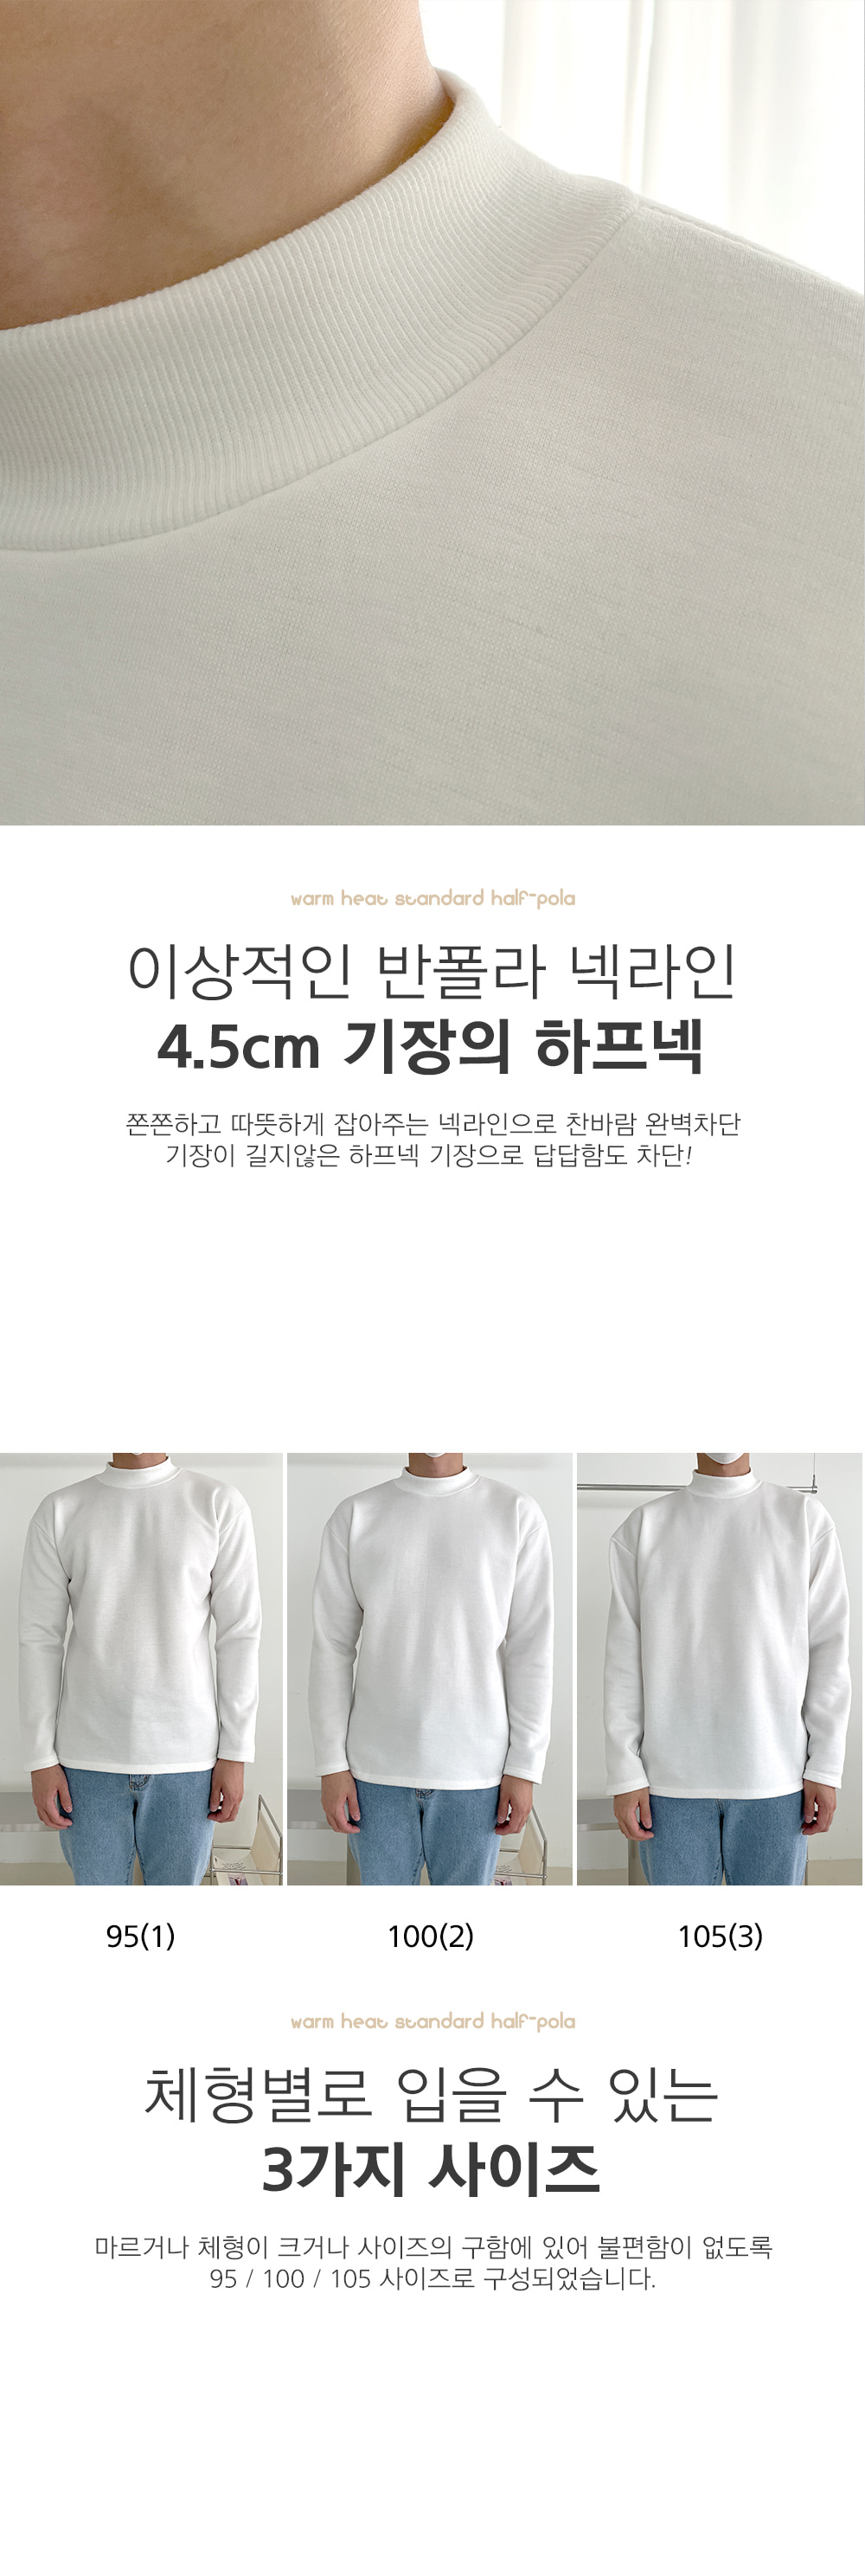 warm heat standard half-pola
이상적인 반폴라 넥라인
4.5cm 기장의 하프넥
쫀쫀하고 따뜻하게 잡아주는 넥라인으로 찬바람 완벽차단
기장이 길지않은 하프넥 기장으로 답답함도 차단!
95(1)
100(2)
105(3)
warm heat standard half-pola
체형별로 입을 수 있는
3가지 사이즈
마르거나 체형이 크거나 사이즈의 구함에 있어 불편함이 없도록
95 / 100 / 105 사이즈로 구성되었습니다.